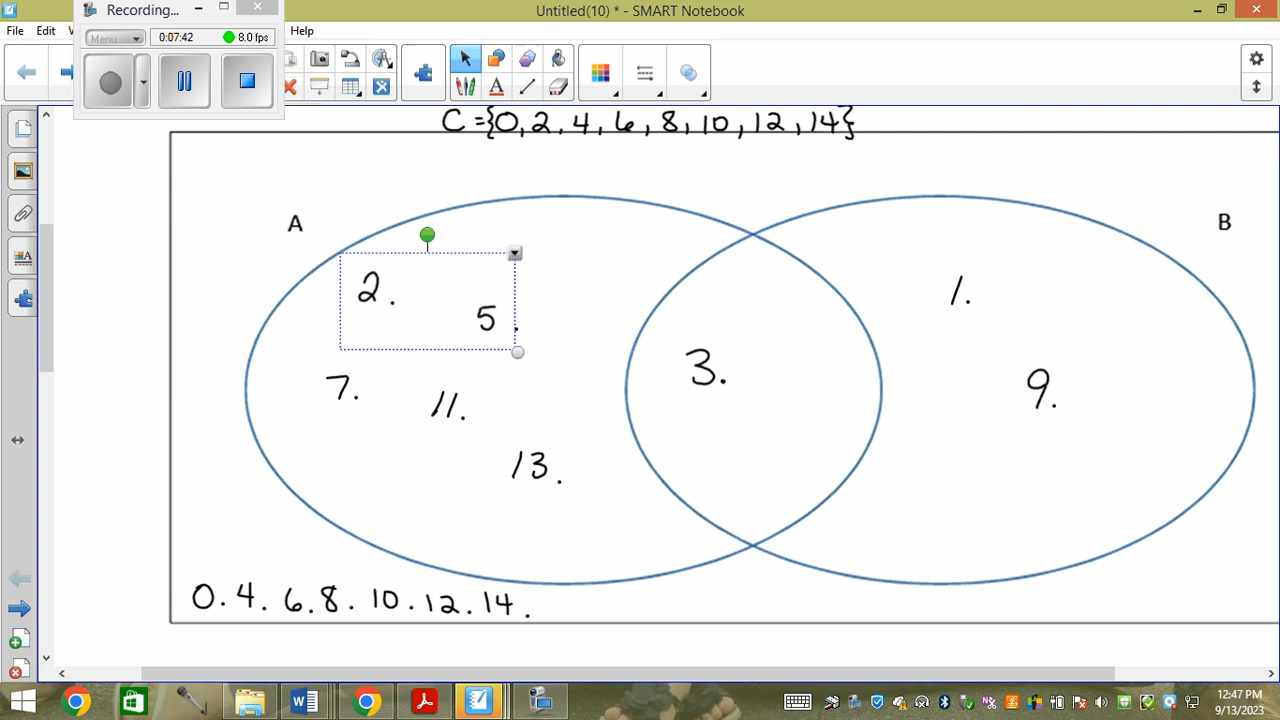 Recording...
Untitled(10) * - SMART Notebook
File Edit Help
Menu
0:07:42
8.0 fps
C = {0, 2, 4, 6, 8, 10, 12, 14}
A
B
2.
5.
1.
3.
7.
11.
9.
13.
0. 4. 6. 8. 10. 12. 14.
12:47 PM
9/13/2023